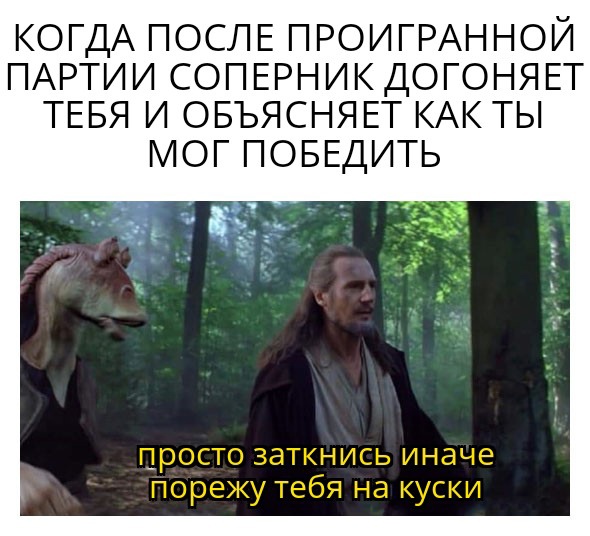 КОГДА ПОСЛЕ ПРОИГРАННОЙ
ПАРТИИ СОПЕРНИК ДОГОНЯЕТ
ТЕБЯ И ОБЪЯСНЯЕТ КАК ТЫ
МОГ ПОБЕДИТЬ
просто заткнись иначе
порежу тебя на куски